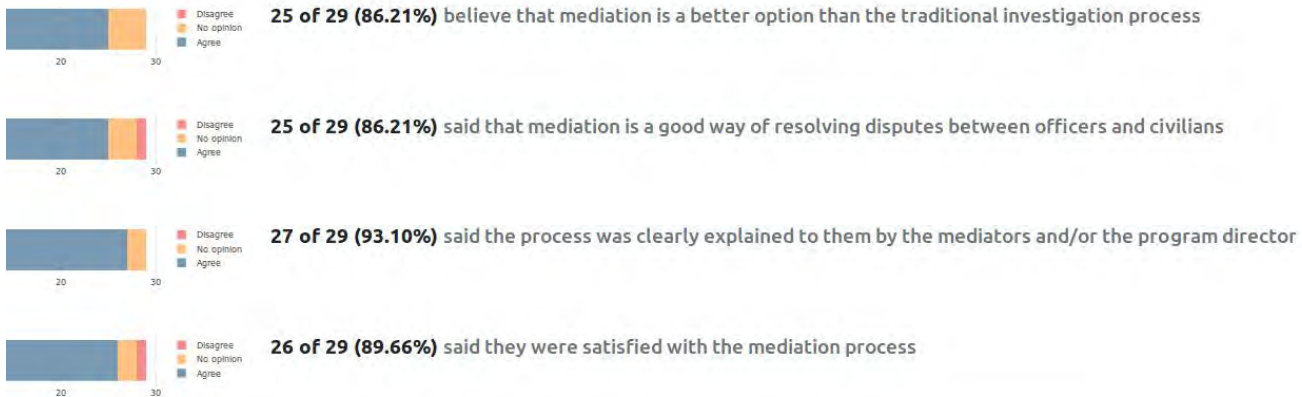 Disagree
No opinion
Agree
20 30
25 of 29 (86.21%) believe that mediation is a better option than the traditional investigation process
Disagree
No opinion
Agree
20 30
25 of 29 (86.21%) said that mediation is a good way of resolving disputes between officers and civilians
Disagree
No opinion
Agree
20 30
27 of 29 (93.10%) said the process was clearly explained to them by the mediators and/or the program director
Disagree
No opinion
Agree
20 30
26 of 29 (89.66%) said they were satisfied with the mediation process